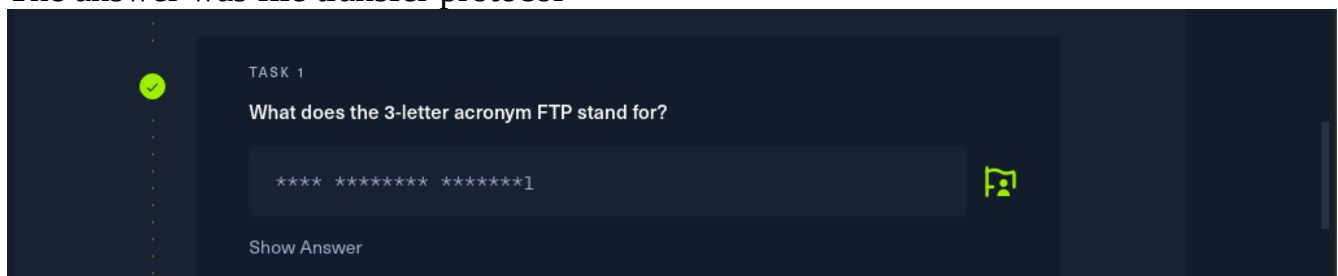 The answer was file transfer protocol
TASK 1
What does the 3-letter acronym FTP stand for?
**** ******** *******l
Show Answer